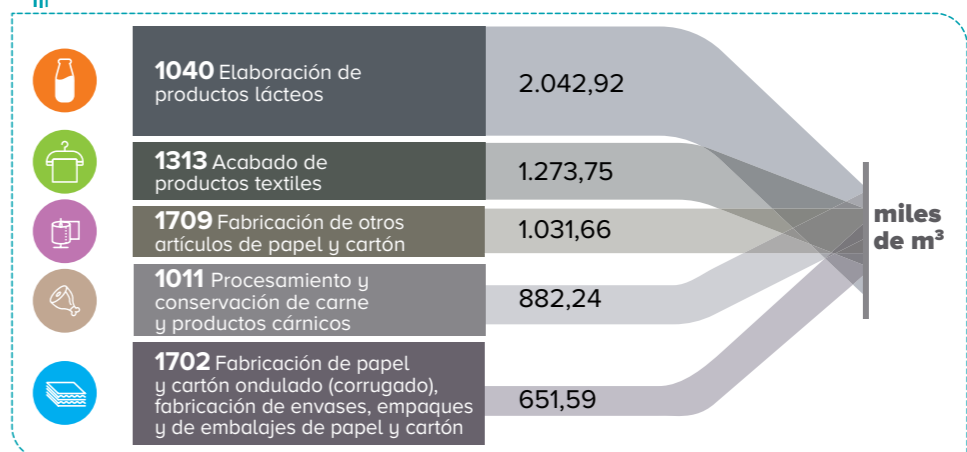 1040 Elaboración de
productos lácteos
2.042,92
1313 Acabado de
productos textiles
1.273,75
1709 Fabricación de otros
artículos de papel y cartón
1.031,66
1011 Procesamiento y
conservación de carne
y productos cárnicos
882,24
1702 Fabricación de papel
y cartón ondulado (corrugado),
fabricación de envases, empaques
y de embalajes de papel y cartón
651,59
miles
de m³